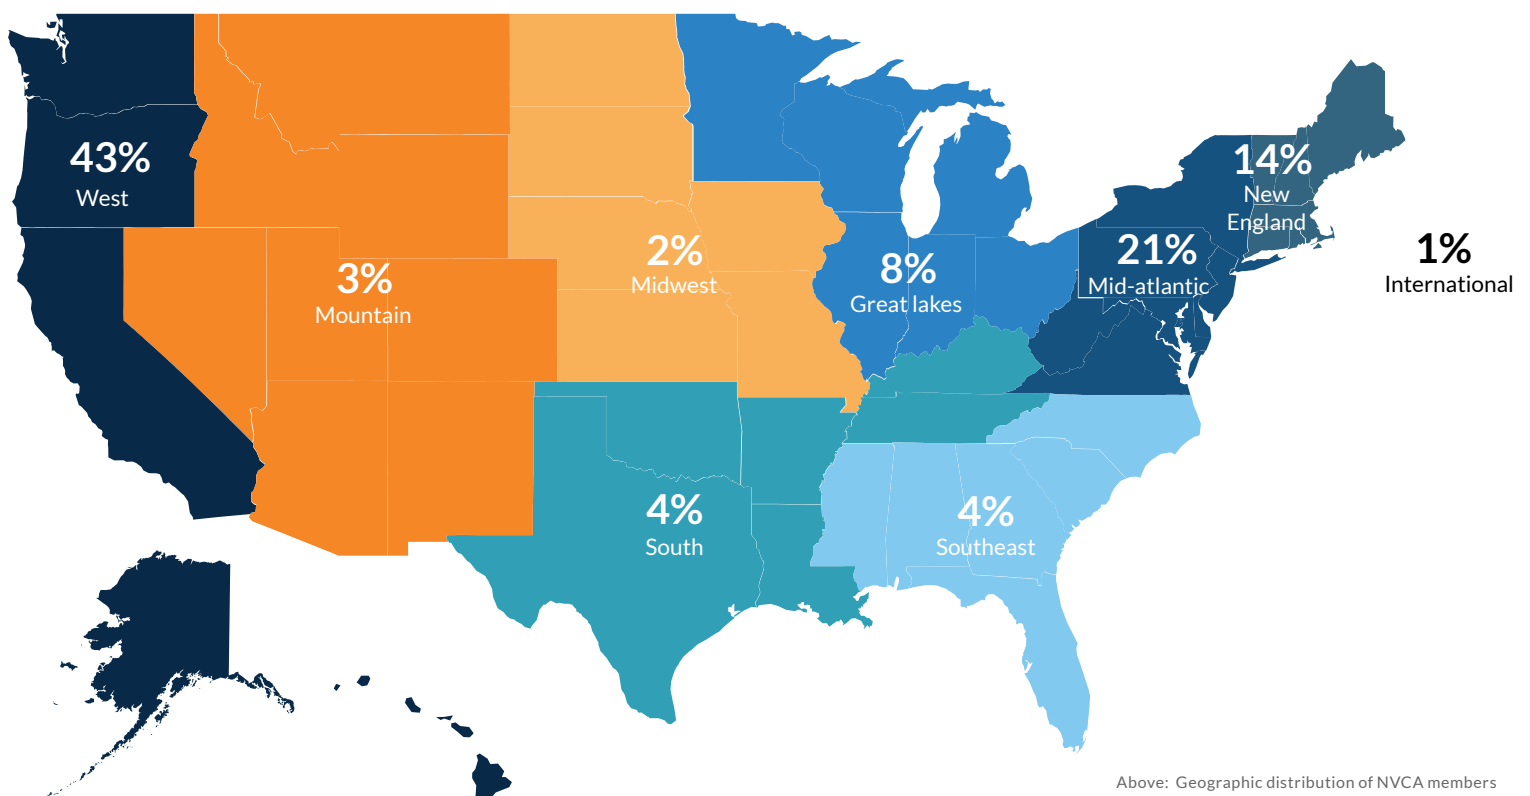 43%
West
3%
Mountain
2%
Midwest
8%
Great lakes
14%
New
England
21%
Mid-atlantic
1%
International
4%
South
4%
Southeast
Above: Geographic distribution of NVCA members